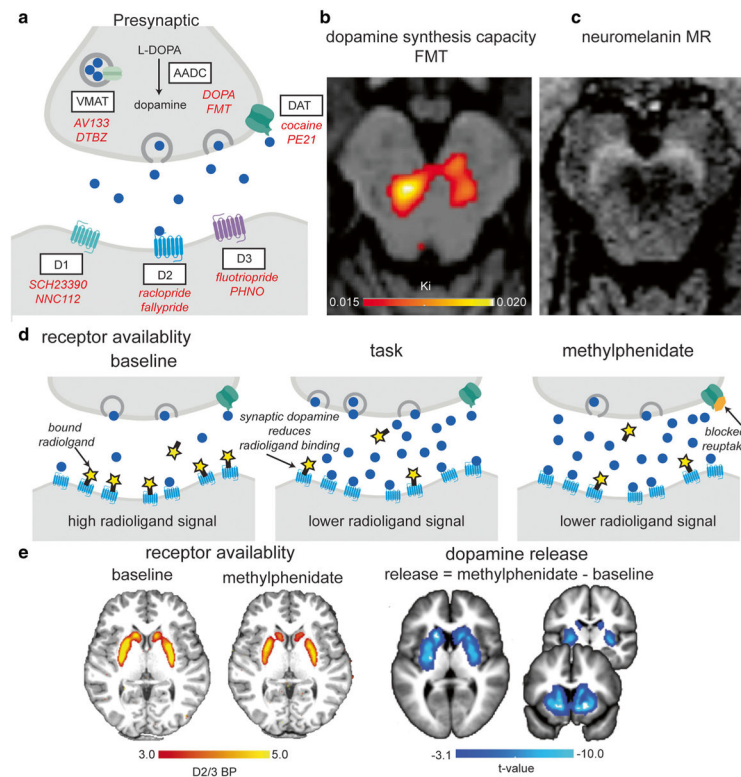 a
Presynaptic
L-DOPA
AADC
VMAT
dopamine
DOPA
FMT
DAT
AV133
DTBZ
cocaine
PE21
D1
SCH23390
NNC112
D2
raclopride
fallypride
D3
fluotriopride
PHNO
b
dopamine synthesis capacity
FMT
Ki
0.015
0.020
c
neuromelanin MR
d
receptor availablity
baseline
bound
radiolgand
high radioligand signal
task
synaptic dopamine
reduces
radioligand binding
lower radioligand signal
methylphenidate
blocked
reuptak
lower radioligand signal
e
receptor availablity
baseline
methylphenidate
3.0
5.0
D2/3 BP
dopamine release
release = methylphenidate - baseline
-3.1
-10.0
t-value